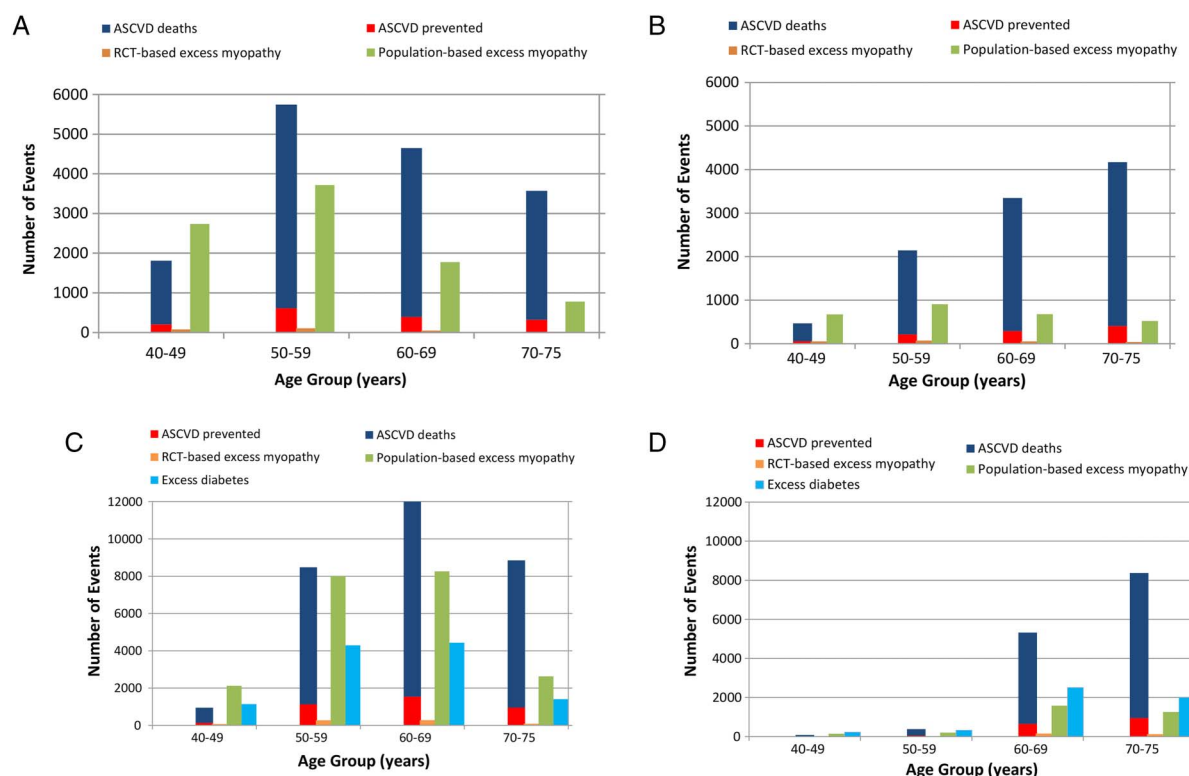 A
ASCVD deaths ASCVD prevented
RCT-based excess myopathy Population-based excess myopathy
6000
5000
4000
3000
2000
1000
0
Number of Events
40-49 50-59 60-69 70-75
Age Group (years)
B
ASCVD deaths ASCVD prevented
RCT-based excess myopathy Population-based excess myopathy
6000
5000
4000
3000
2000
1000
0
Number of Events
40-49 50-59 60-69 70-75
Age Group (years)
C
ASCVD prevented ASCVD deaths
RCT-based excess myopathy Population-based excess myopathy
Excess diabetes
12000
10000
8000
6000
4000
2000
0
Number of Events
40-49 50-59 60-69 70-75
Age Group (years)
D
ASCVD prevented ASCVD deaths
RCT-based excess myopathy Population-based excess myopathy
Excess diabetes
12000
10000
8000
6000
4000
2000
0
Number of Events
40-49 50-59 60-69 70-75
Age Group (years)